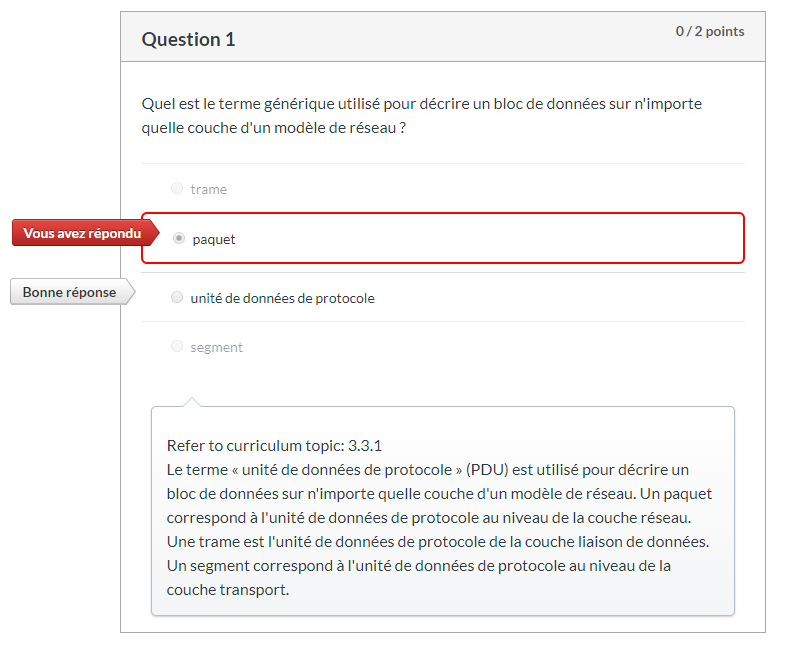 Question 1
0 / 2 points
Quel est le terme générique utilisé pour décrire un bloc de données sur n'importe
quelle couche d'un modèle de réseau ?
trame
Vous avez répondu
paquet
Bonne réponse
unité de données de protocole
segment
Refer to curriculum topic: 3.3.1
Le terme « unité de données de protocole » (PDU) est utilisé pour décrire un
bloc de données sur n'importe quelle couche d'un modèle de réseau. Un paquet
correspond à l'unité de données de protocole au niveau de la couche réseau.
Une trame est l'unité de données de protocole de la couche liaison de données.
Un segment correspond à l'unité de données de protocole au niveau de la
couche transport.